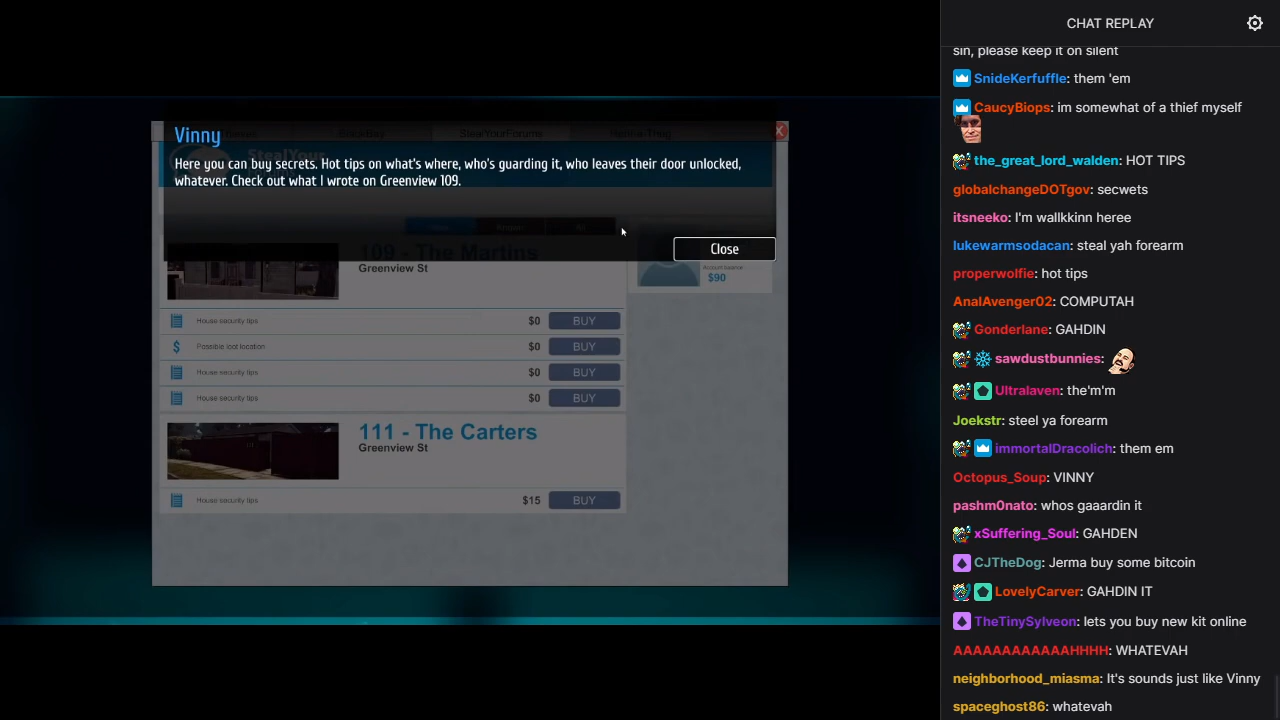 CHAT REPLAY
sin, please keep it on silent
SnideKerfuffle: them 'em
CaucyBiops: im somewhat of a thief myself
the_great_lord_walden: HOT TIPS
globalchangeDOTgov: secwets
itsneeko: I'm wallkkinn heree
lukewarmsodacan: steal yah forearm
properwolfie: hot tips
AnalAvenger02: COMPUTAH
Gonderlane: GAHDIN
sawdustbunnies:
Ultralaven: the'm'm
Joekstr: steel ya forearm
immortalDracolich: them em
Octopus_Soup: VINNY
pashm0nato: whos gaaardin it
xSuffering_Soul: GAHDEN
CJTheDog: Jerma buy some bitcoin
LovelyCarver: GAHDIN IT
TheTinySylveon: lets you buy new kit online
AAAAAAAAAAAAHHHH: WHATEVAH
neighborhood_miasma: It's sounds just like Vinny
spaceghost86: whatevah
StealYourForums
X
Vinny
Here you can buy secrets. Hot tips on what's where, who's guarding it, who leaves their door unlocked,
whatever. Check out what I wrote on Greenview 109.
Close
109 - The Martins
Greenview St
Account balance
$90
House security tips $0 BUY
Possible loot location $0 BUY
House security tips $0 BUY
House security tips $0 BUY
111 - The Carters
Greenview St
House security tips $15 BUY